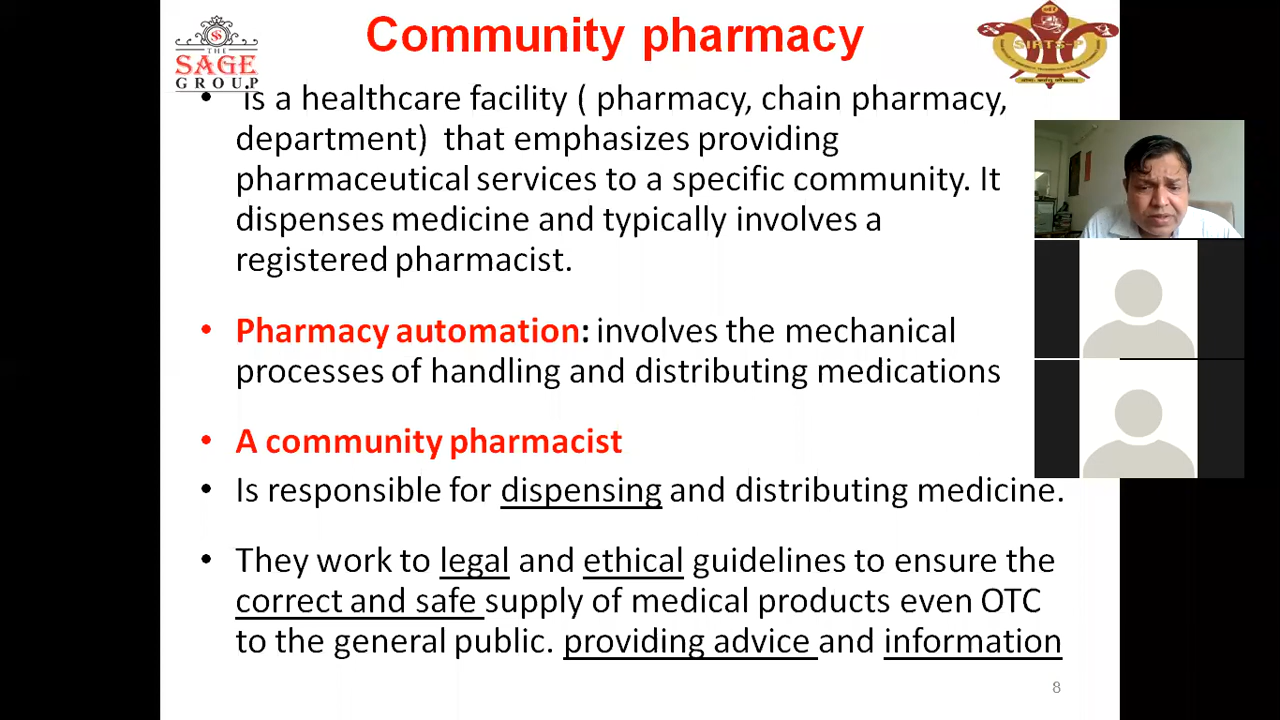 Community pharmacy
THE
SAGE
GROUP
SIRTS-P
• is a healthcare facility ( pharmacy, chain pharmacy,
department) that emphasizes providing
pharmaceutical services to a specific community. It
dispenses medicine and typically involves a
registered pharmacist.
• Pharmacy automation: involves the mechanical
processes of handling and distributing medications
• A community pharmacist
• Is responsible for dispensing and distributing medicine.
• They work to legal and ethical guidelines to ensure the
correct and safe supply of medical products even OTC
to the general public. providing advice and information
8